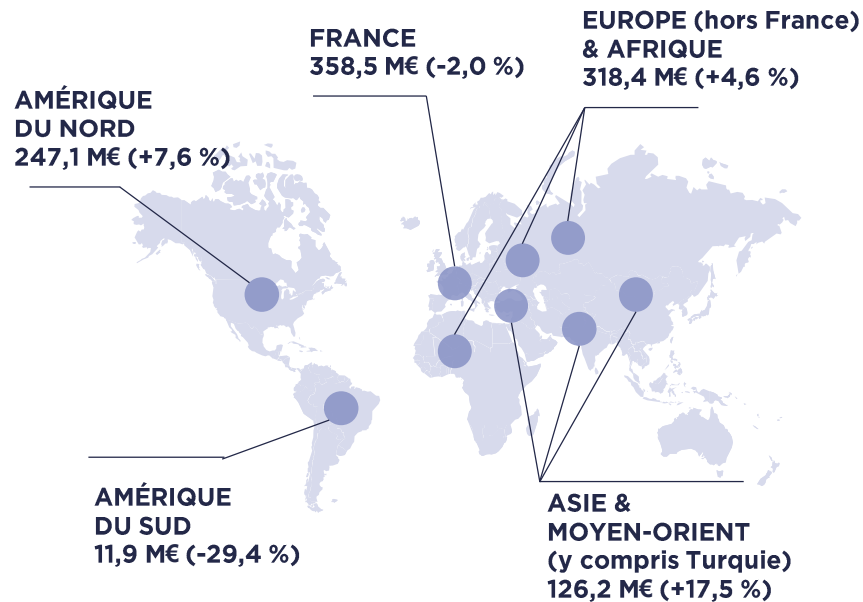 FRANCE
358,5 M€ (-2,0 %)
EUROPE (hors France)
& AFRIQUE
318,4 M€ (+4,6 %)
AMÉRIQUE
DU NORD
247,1 M€ (+7,6 %)
AMÉRIQUE
DU SUD
11,9 M€ (-29,4 %)
ASIE &
MOYEN-ORIENT
(y compris Turquie)
126,2 M€ (+17,5 %)